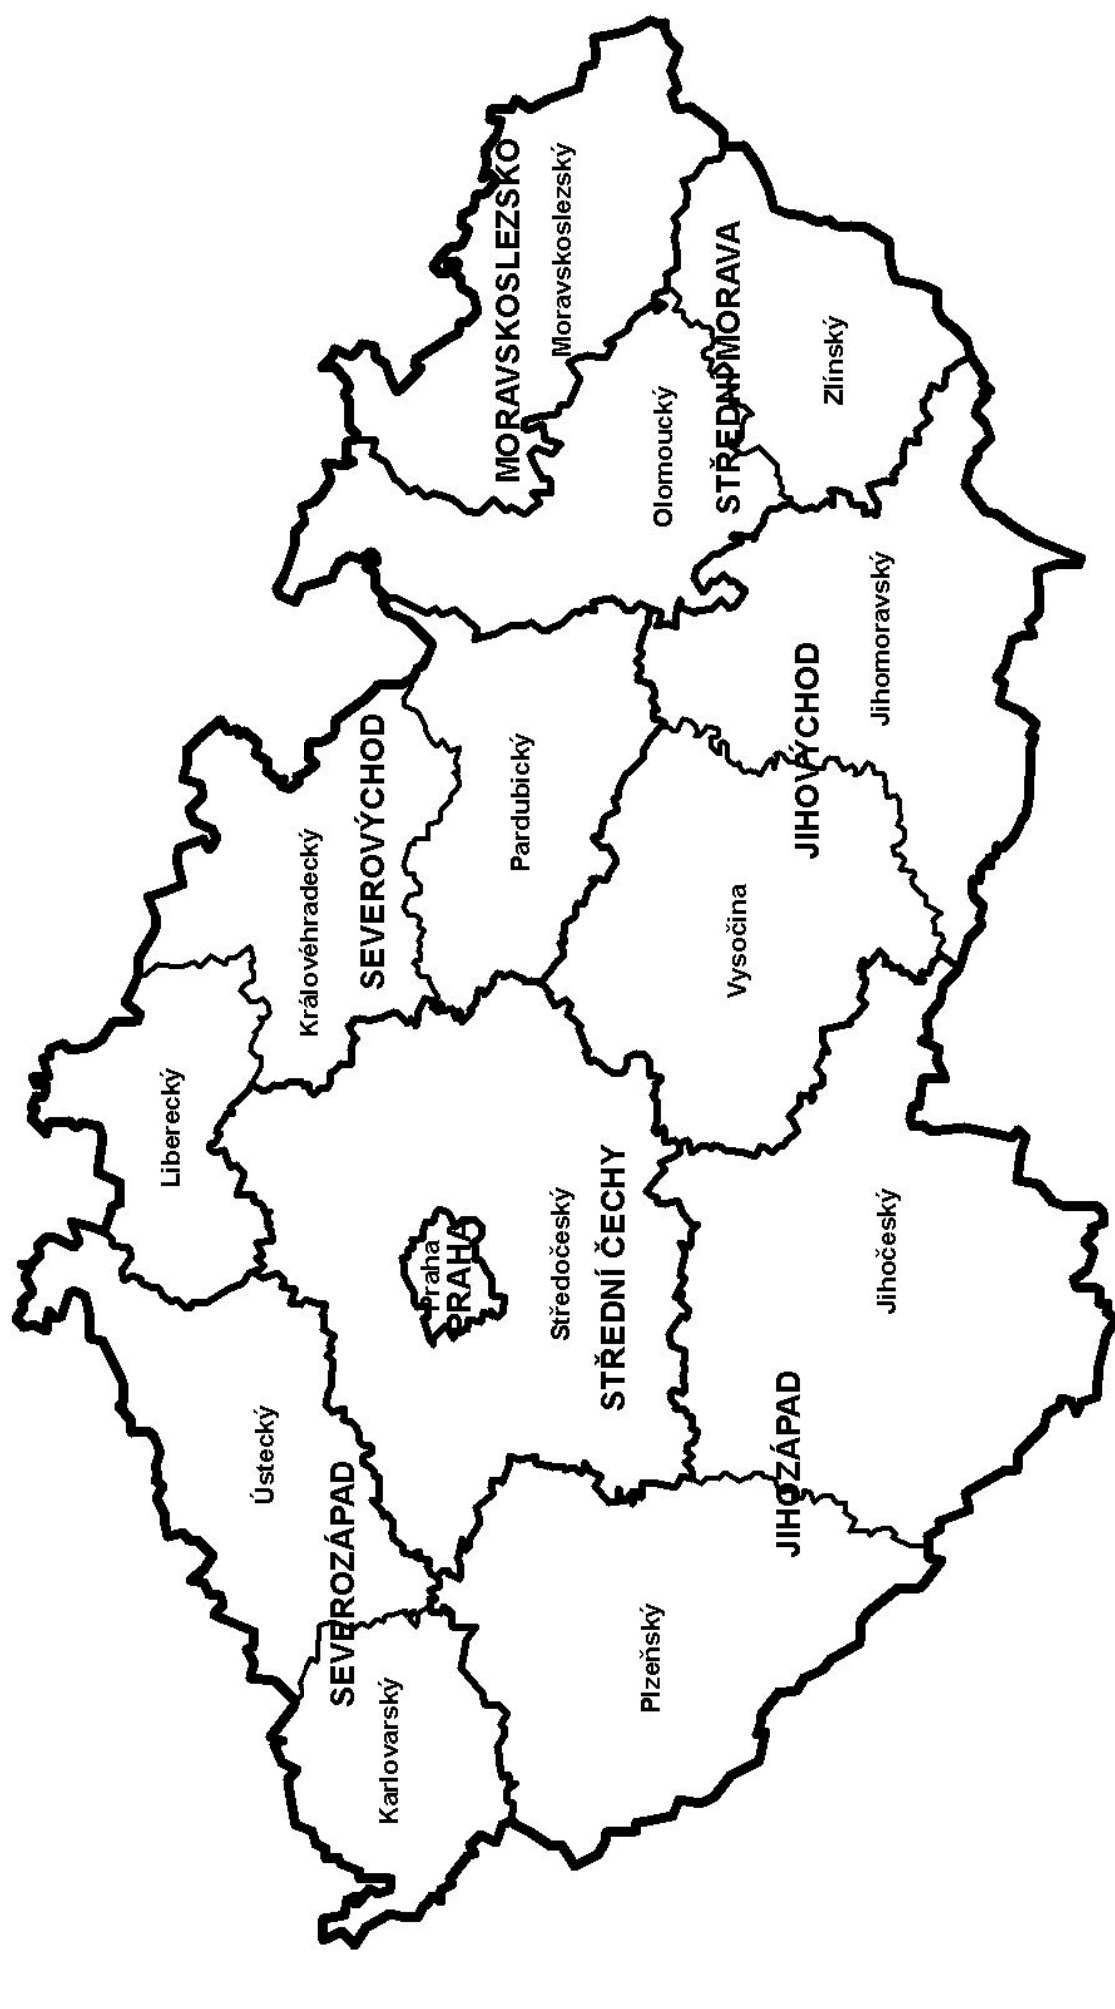 Liberecký
Ústecký
Královéhradecký
SEVEROVÝCHOD
SEVEROZÁPAD
Karlovarský
Praha
PRAHA
Pardubický
MORAVSKOSLEZSKO
Moravskoslezský
Středočeský
STŘEDNÍ ČECHY
Olomoucký
Plzeňský
STŘEDNÍ MORAVA
Vysočina
JIHOVÝCHOD
JIHOZÁPAD
Zlínský
Jihomoravský
Jihočeský